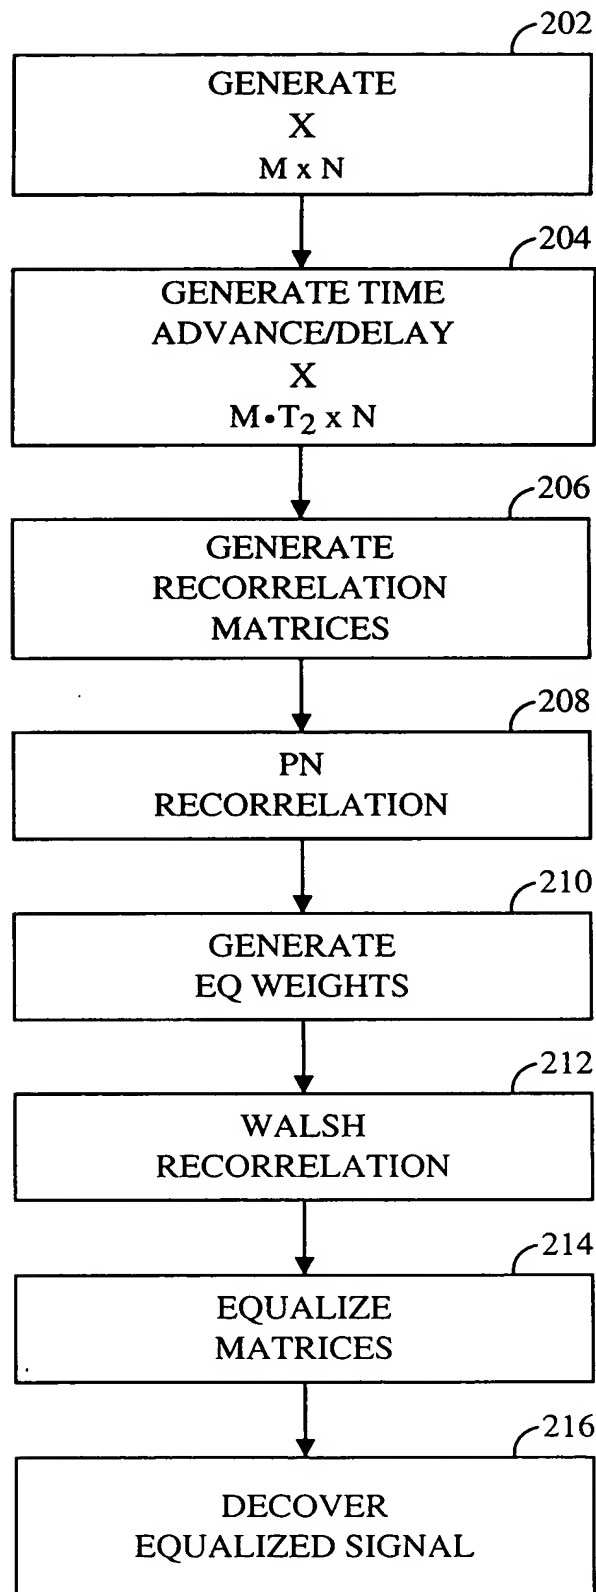 202
GENERATE
X
M x N
204
GENERATE TIME
ADVANCE/DELAY
X
M•T2 x N
206
GENERATE
RECORRELATION
MATRICES
208
PN
RECORRELATION
210
GENERATE
EQ WEIGHTS
212
WALSH
RECORRELATION
214
EQUALIZE
MATRICES
216
DECOVER
EQUALIZED SIGNAL